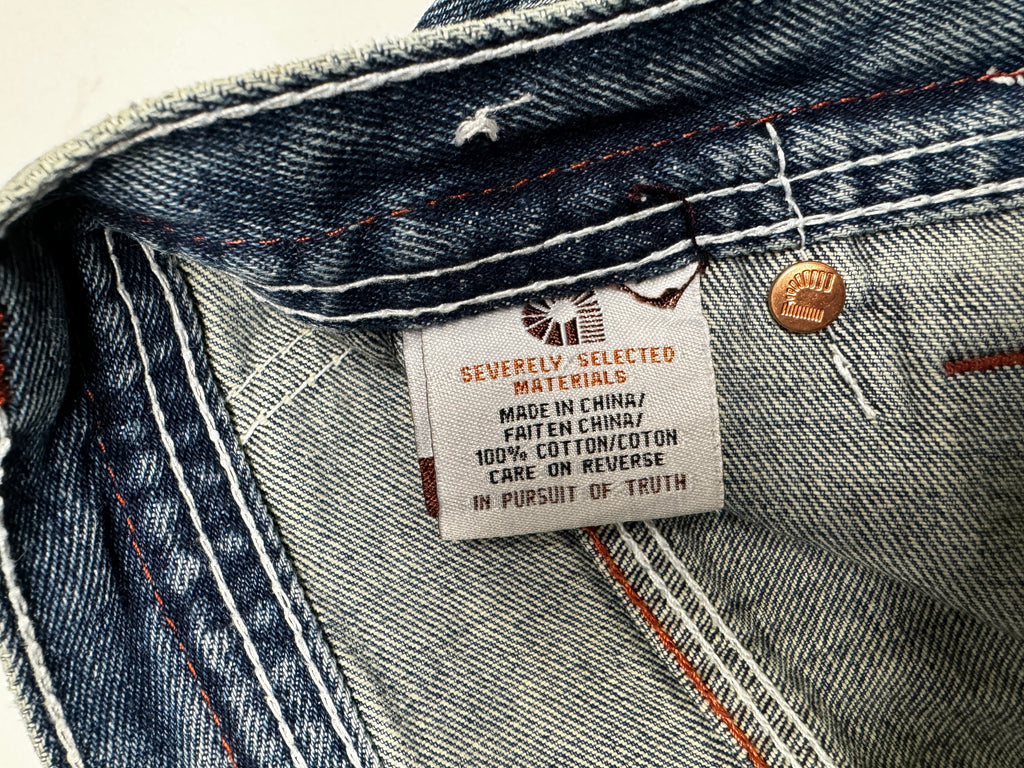 SEVERELY SELECTED
MATERIALS
MADE IN CHINA/
FAIT EN CHINA/
100% COTTON/COTON
CARE ON REVERSE
IN PURSUIT OF TRUTH